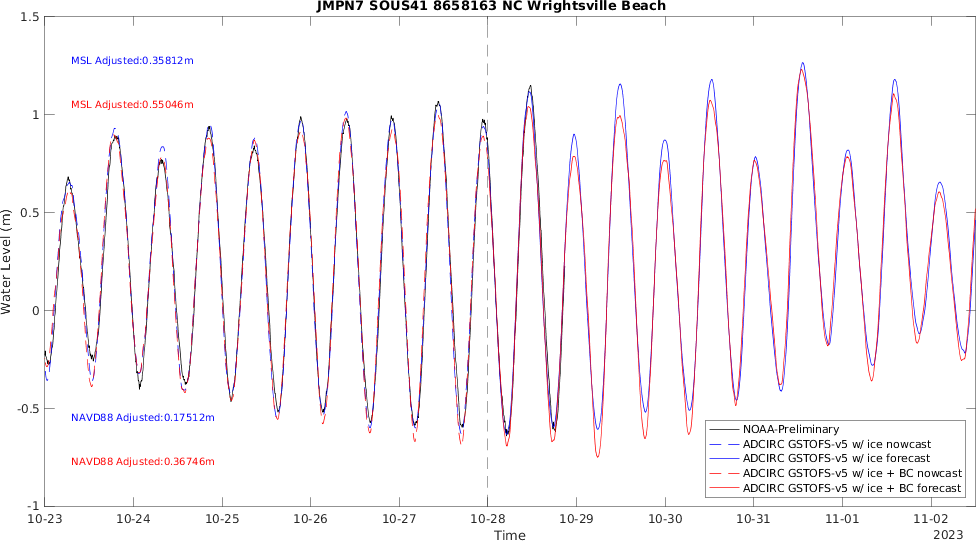 JMPN7 SOUS41 8658163 NC Wrightsville Beach
1.5
1
0.5
0
-0.5
-1
Water Level (m)
MSL Adjusted:0.35812m
MSL Adjusted:0.55046m
NAVD88 Adjusted:0.17512m
NAVD88 Adjusted:0.36746m
NOAA-Preliminary
ADCIRC GSTOFS-v5 w/ ice nowcast
ADCIRC GSTOFS-v5 w/ ice forecast
ADCIRC GSTOFS-v5 w/ ice + BC nowcast
ADCIRC GSTOFS-v5 w/ ice + BC forecast
10-23 10-24 10-25 10-26 10-27 10-28 10-29 10-30 10-31 11-01 11-02
Time
2023